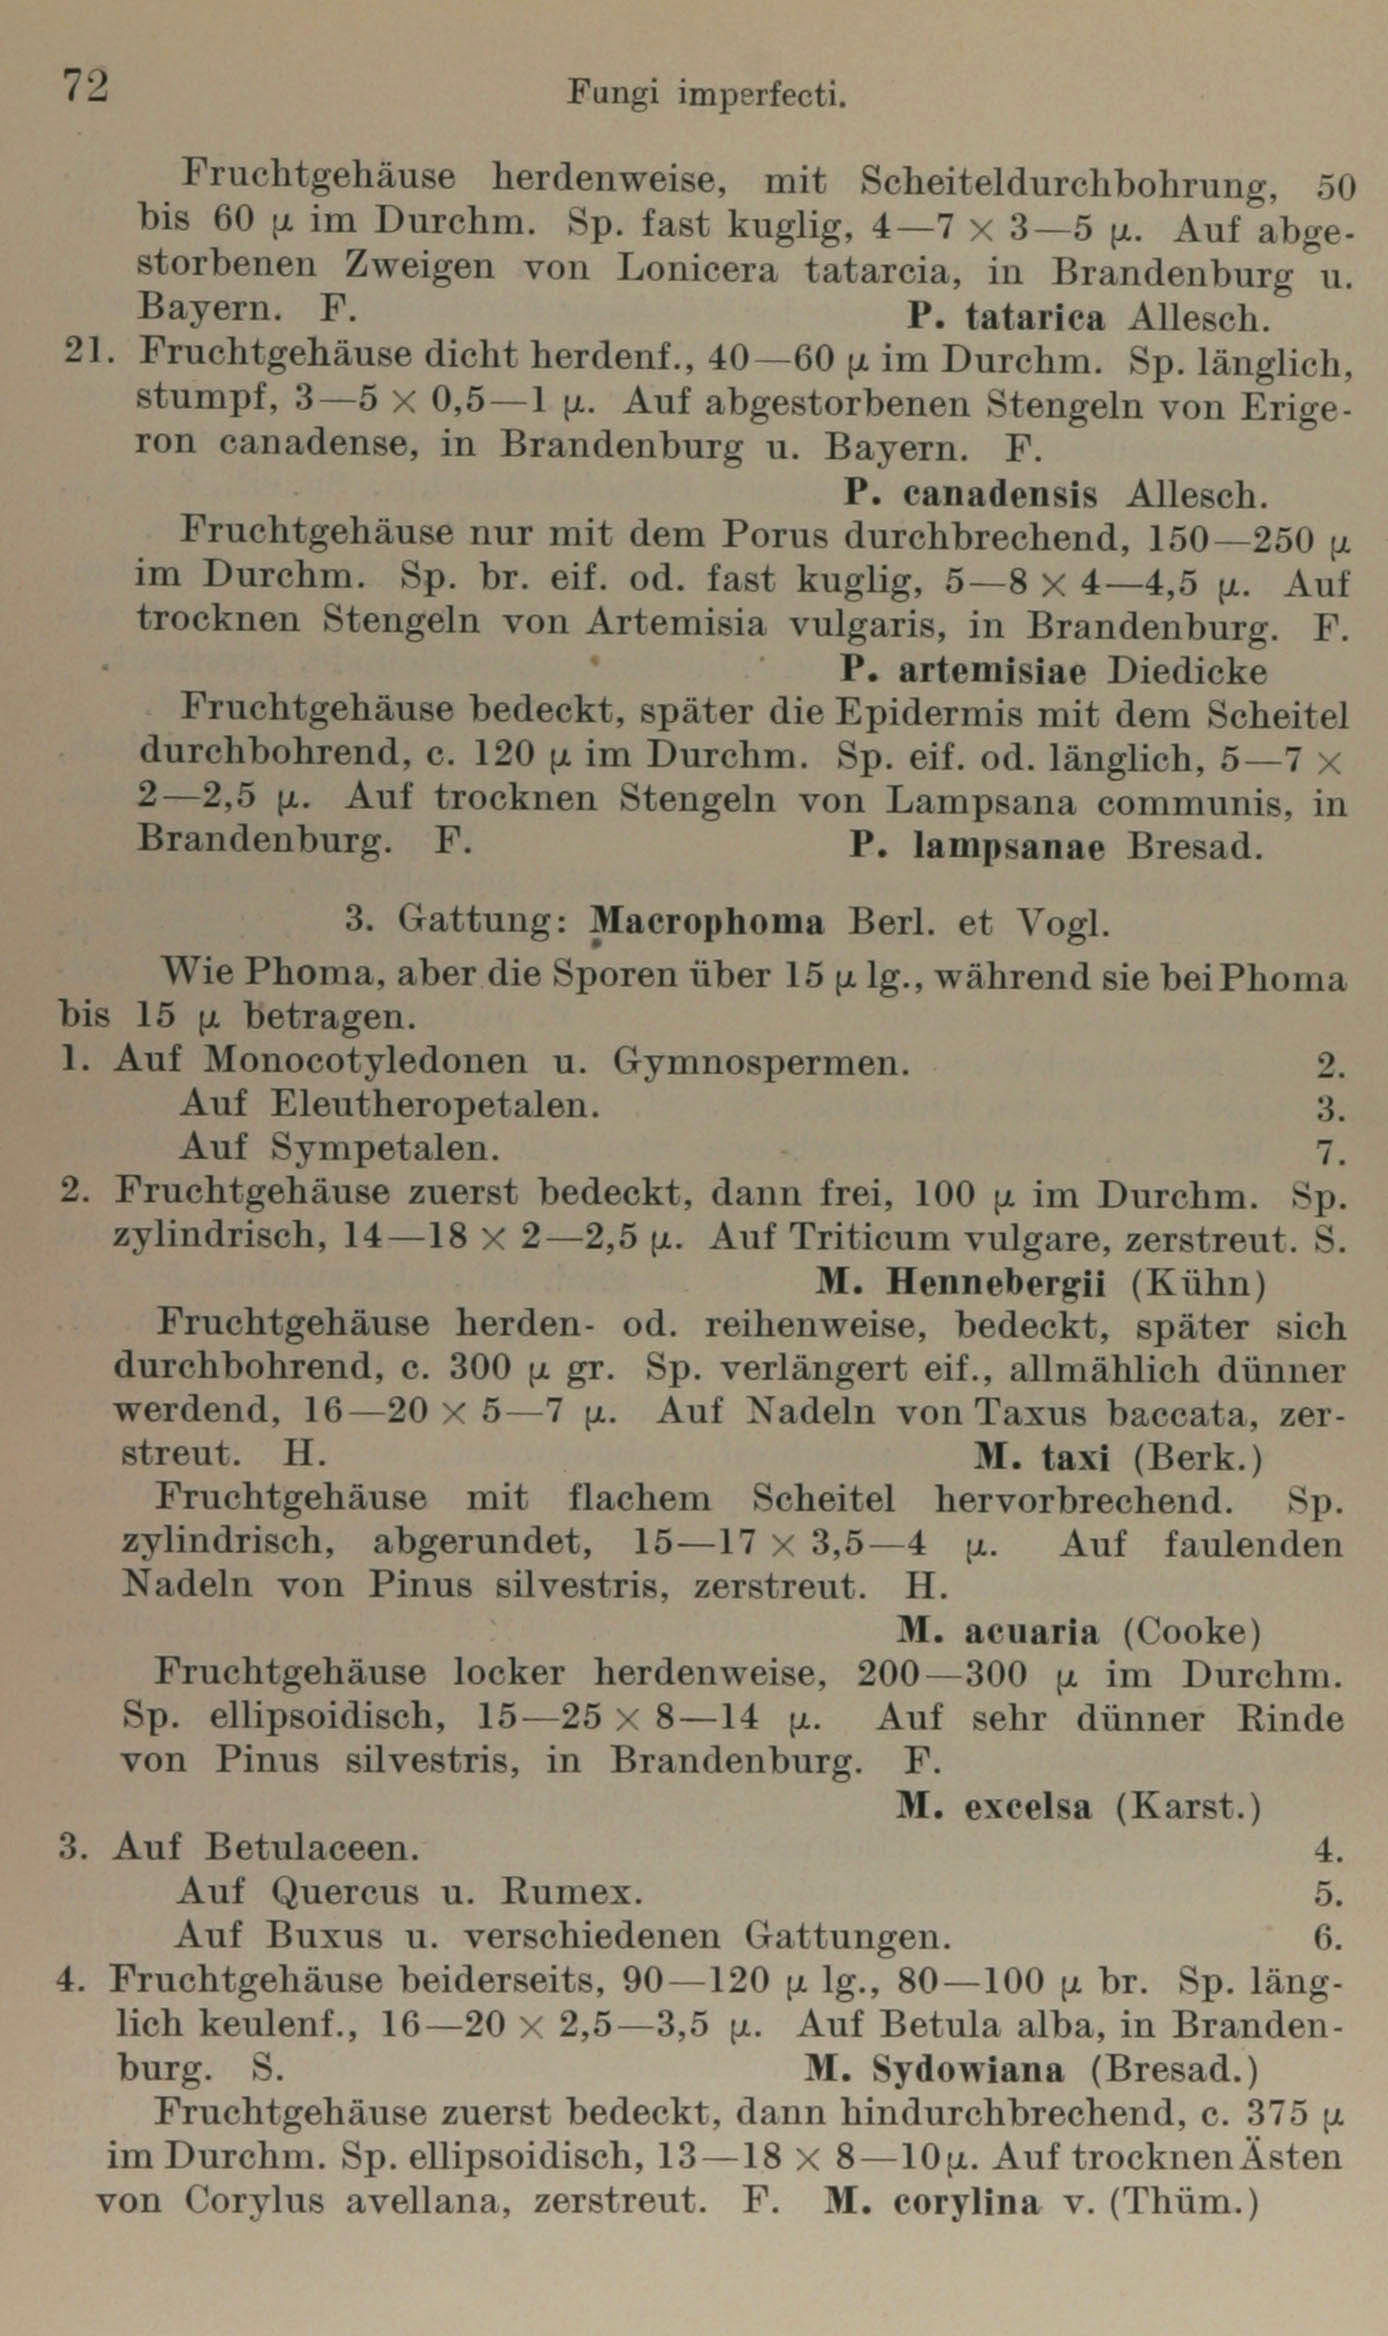 72
Fungi imperfecti.
Fruchtgehäuse herdenweise, mit Scheiteldurchbohrung, 50
bis 60 μ im Durchm. Sp. fast kuglig, 4—7 × 3—5 μ. Auf abge-
storbenen Zweigen von Lonicera tatarcia, in Brandenburg u.
Bayern. F. P. tatarica Allesch.
21. Fruchtgehäuse dicht herdenf., 40—60 μ im Durchm. Sp. länglich,
stumpf, 3—5 × 0,5—1 μ. Auf abgestorbenen Stengeln von Erige-
ron canadense, in Brandenburg u. Bayern. F.
P. canadensis Allesch.
Fruchtgehäuse nur mit dem Porus durchbrechend, 150—250 μ
im Durchm. Sp. br. eif. od. fast kuglig, 5—8 × 4—4,5 μ. Auf
trocknen Stengeln von Artemisia vulgaris, in Brandenburg. F.
P. artemisiae Diedicke
Fruchtgehäuse bedeckt, später die Epidermis mit dem Scheitel
durchbohrend, c. 120 μ im Durchm. Sp. eif. od. länglich, 5—7 ×
2—2,5 μ. Auf trocknen Stengeln von Lampsana communis, in
Brandenburg. F. P. lampsanae Bresad.
3. Gattung: Macrophoma Berl. et Vogl.
Wie Phoma, aber die Sporen über 15 μ lg., während sie bei Phoma
bis 15 μ betragen.
1. Auf Monocotyledonen u. Gymnospermen. 2.
Auf Eleutheropetalen. 3.
Auf Sympetalen. 7.
2. Fruchtgehäuse zuerst bedeckt, dann frei, 100 μ im Durchm. Sp.
zylindrisch, 14—18 × 2—2,5 μ. Auf Triticum vulgare, zerstreut. S.
M. Hennebergii (Kühn)
Fruchtgehäuse herden- od. reihenweise, bedeckt, später sich
durchbohrend, c. 300 μ gr. Sp. verlängert eif., allmählich dünner
werdend, 16—20 × 5—7 μ. Auf Nadeln von Taxus baccata, zer-
streut. H. M. taxi (Berk.)
Fruchtgehäuse mit flachem Scheitel hervorbrechend. Sp.
zylindrisch, abgerundet, 15—17 × 3,5—4 μ. Auf faulenden
Nadeln von Pinus silvestris, zerstreut. H.
M. acuaria (Cooke)
Fruchtgehäuse locker herdenweise, 200—300 μ im Durchm.
Sp. ellipsoidisch, 15—25 × 8—14 μ. Auf sehr dünner Rinde
von Pinus silvestris, in Brandenburg. F.
M. excelsa (Karst.)
3. Auf Betulaceen. 4.
Auf Quercus u. Rumex. 5.
Auf Buxus u. verschiedenen Gattungen. 6.
4. Fruchtgehäuse beiderseits, 90—120 μ lg., 80—100 μ br. Sp. läng-
lich keulenf., 16—20 × 2,5—3,5 μ. Auf Betula alba, in Branden-
burg. S. M. Sydowiana (Bresad.)
Fruchtgehäuse zuerst bedeckt, dann hindurchbrechend, c. 375 μ
im Durchm. Sp. ellipsoidisch, 13—18 × 8—10 μ. Auf trocknen Ästen
von Corylus avellana, zerstreut. F. M. corylina v. (Thüm.)